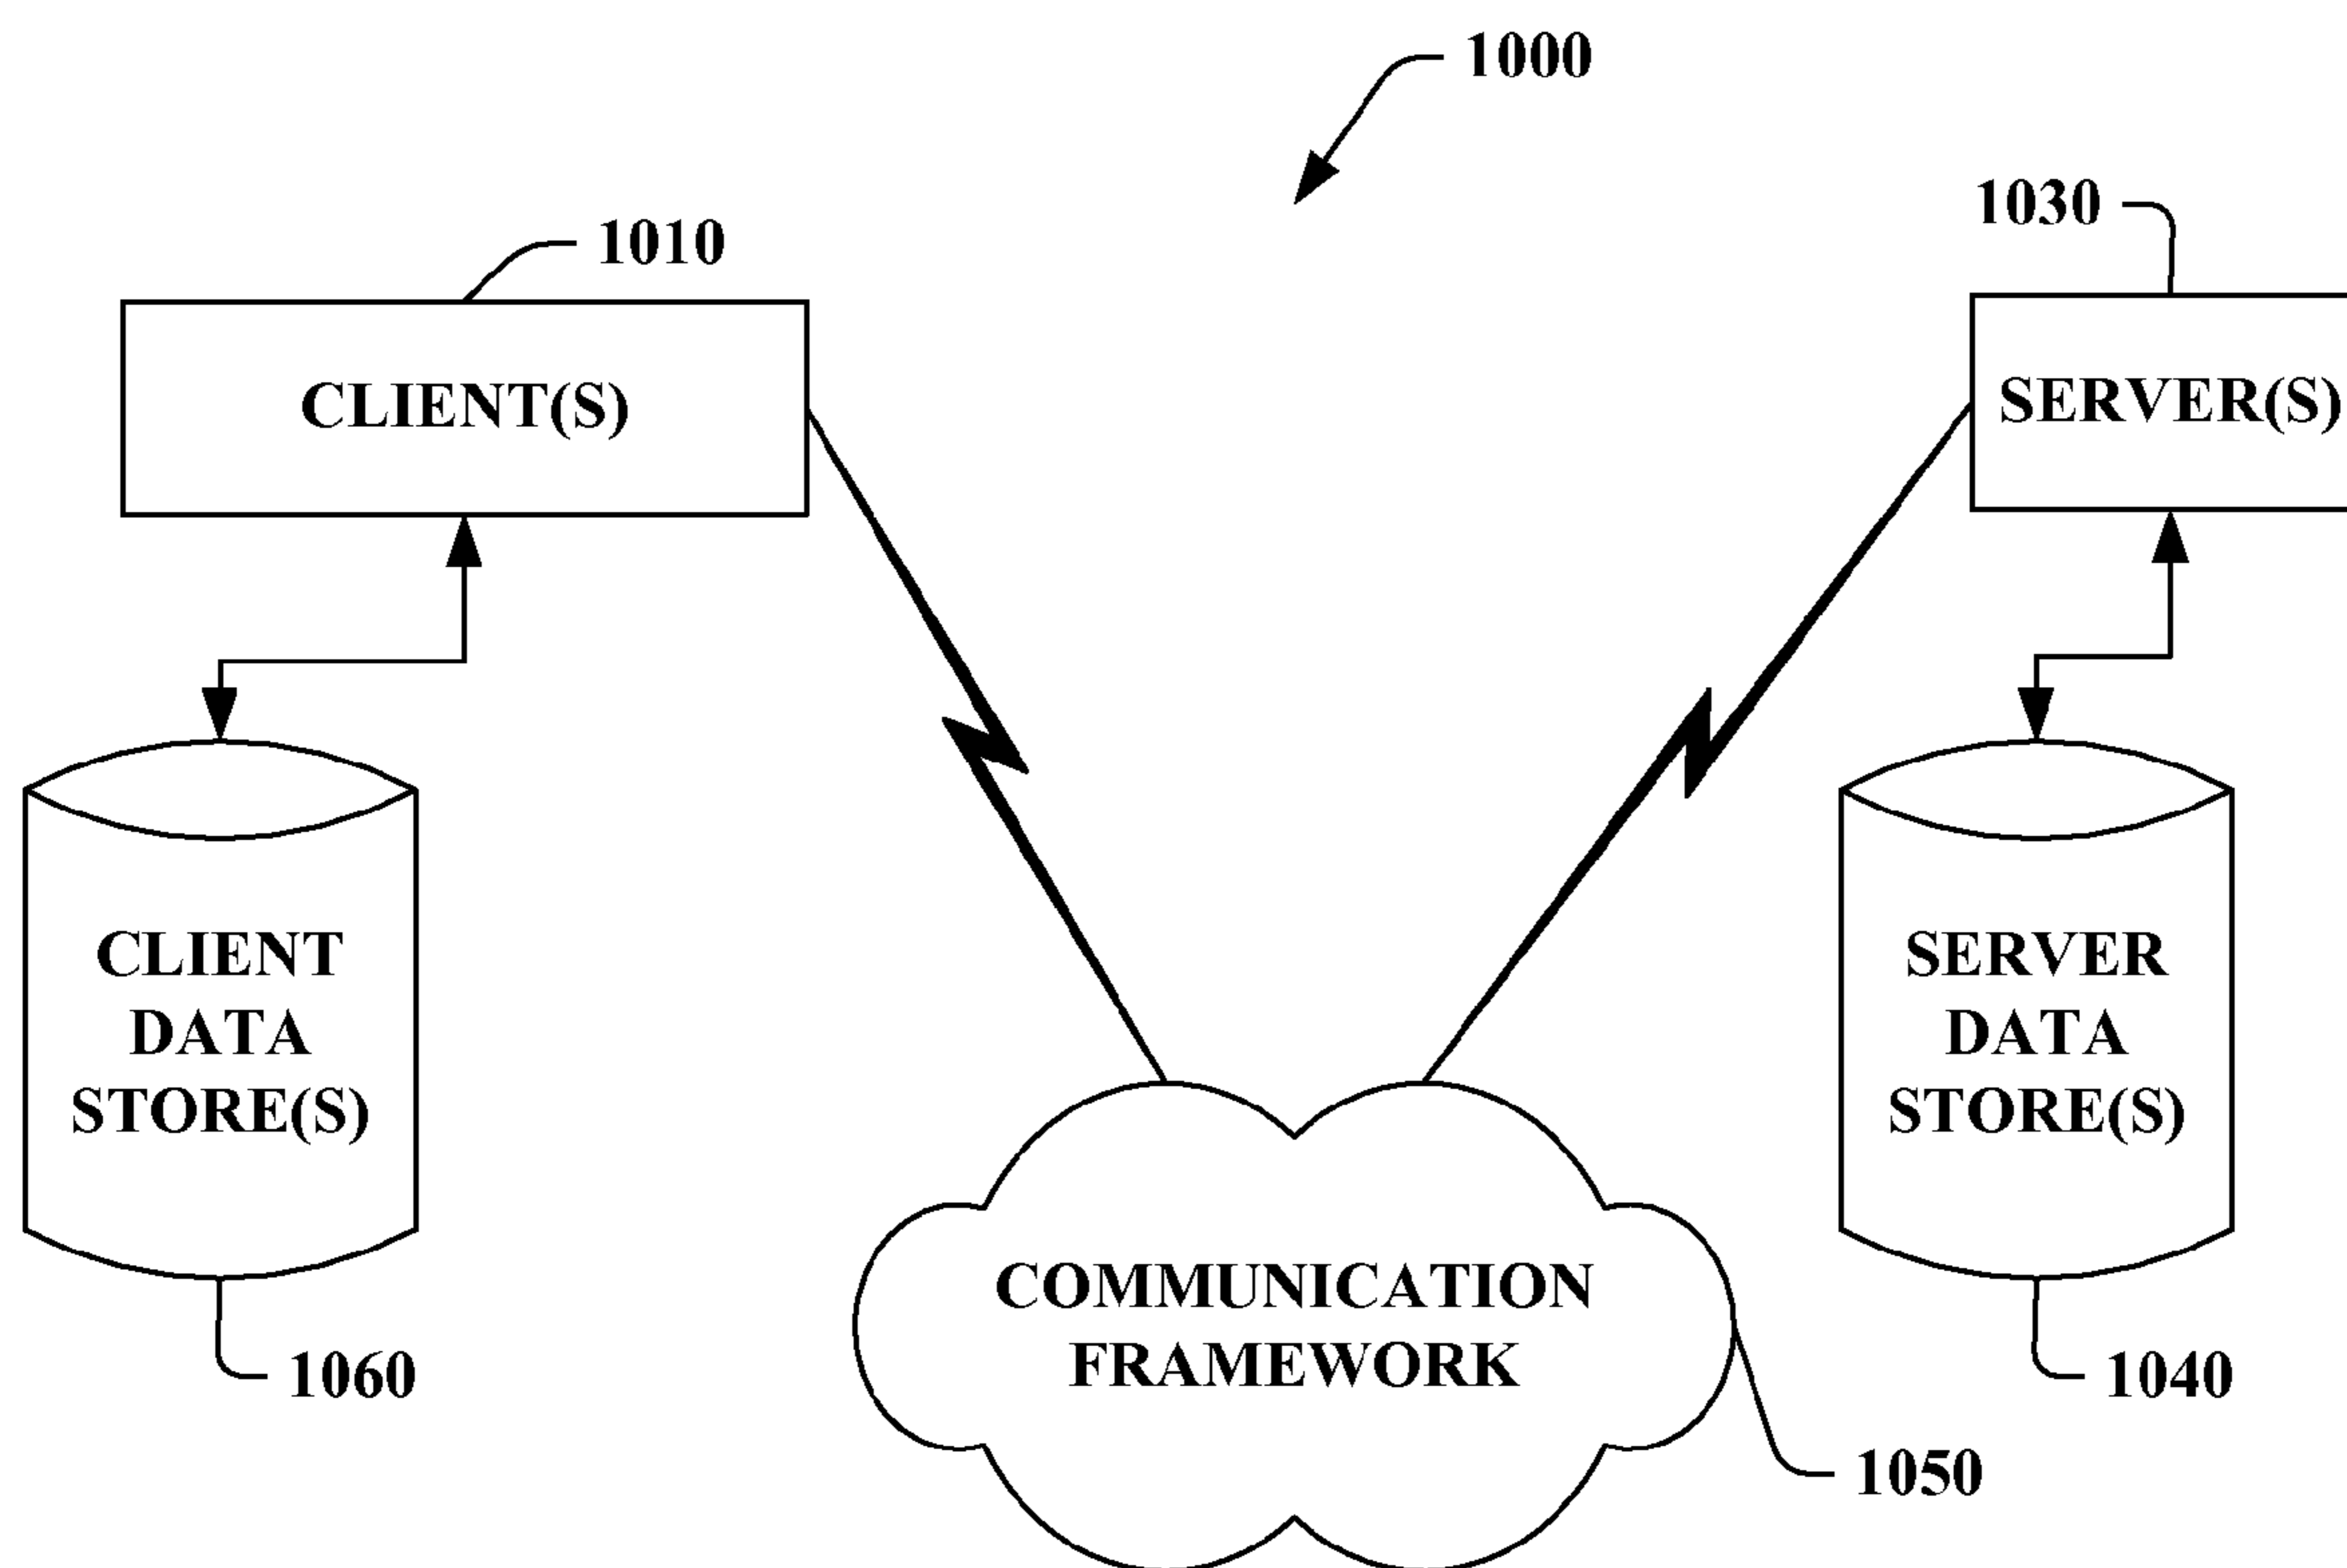 1000
1010
1030
CLIENT(S)
SERVER(S)
CLIENT
DATA
STORE(S)
SERVER
DATA
STORE(S)
COMMUNICATION
FRAMEWORK
1060
1040
1050